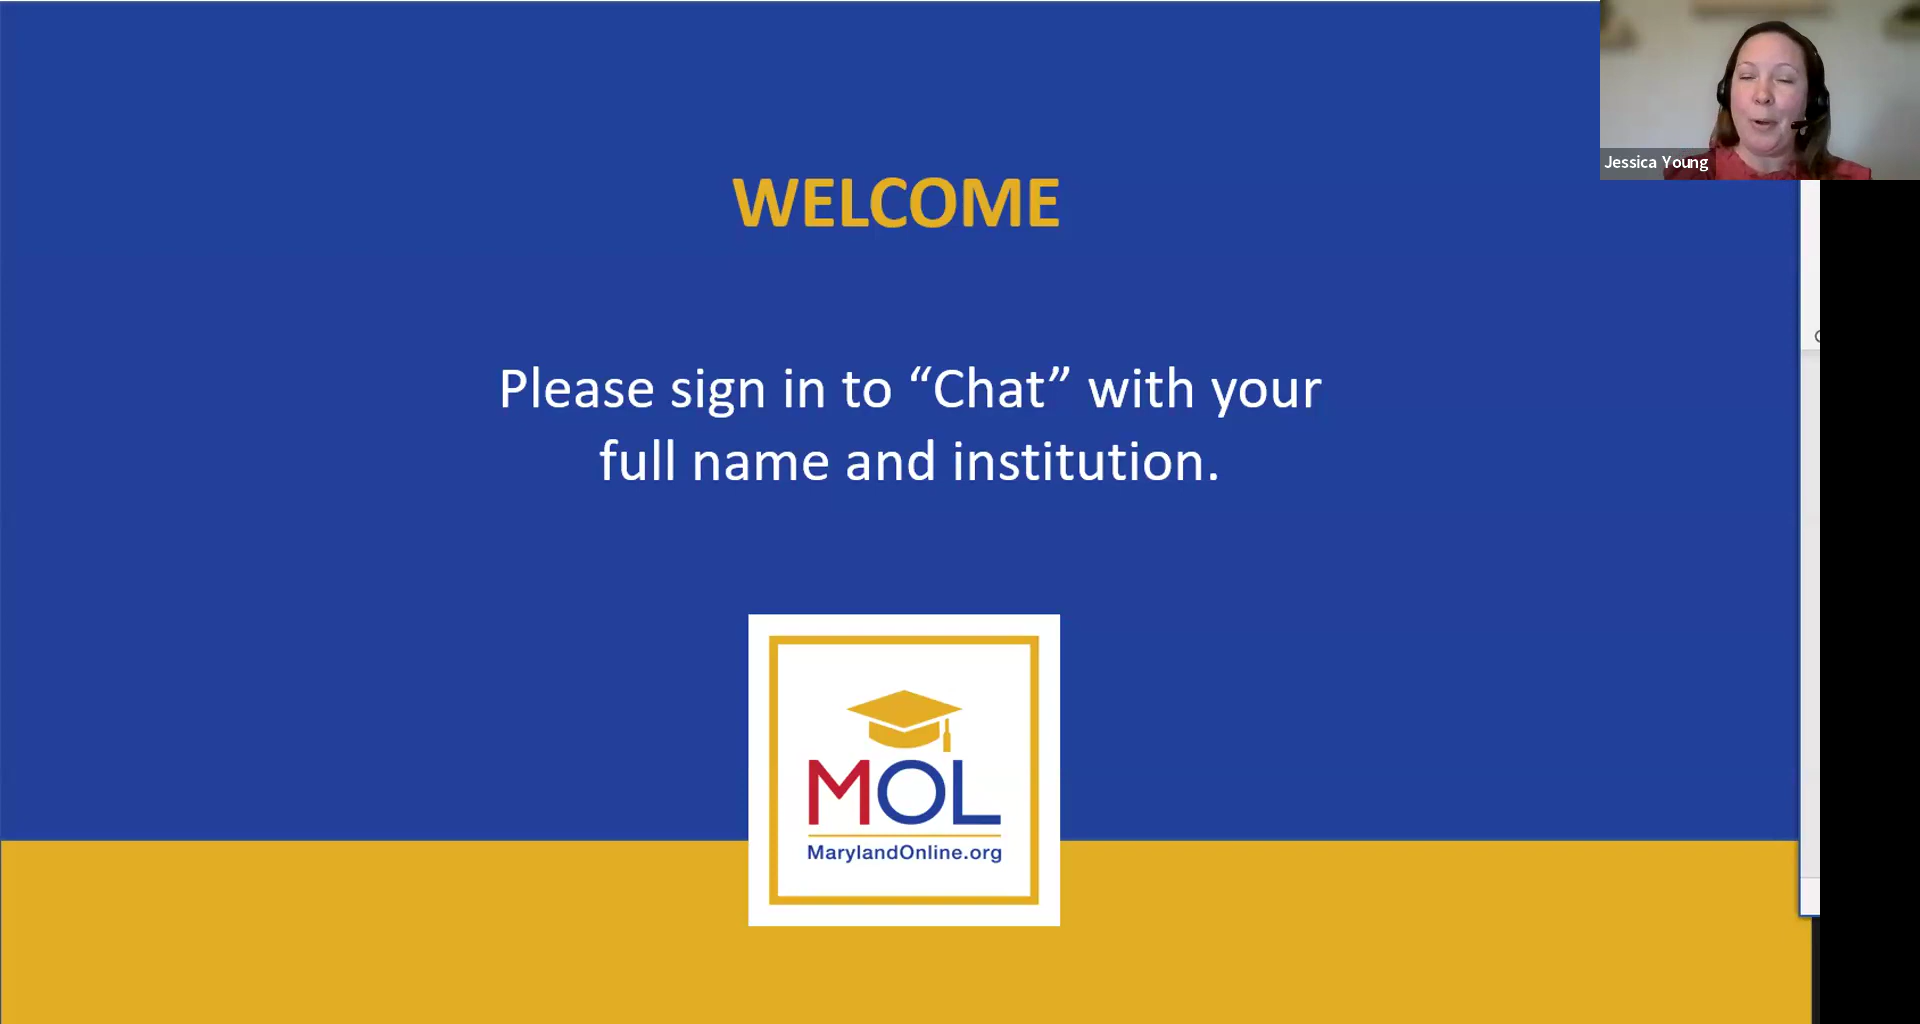 WELCOME
Please sign in to “Chat” with your
full name and institution.
MOL
MarylandOnline.org
Jessica Young